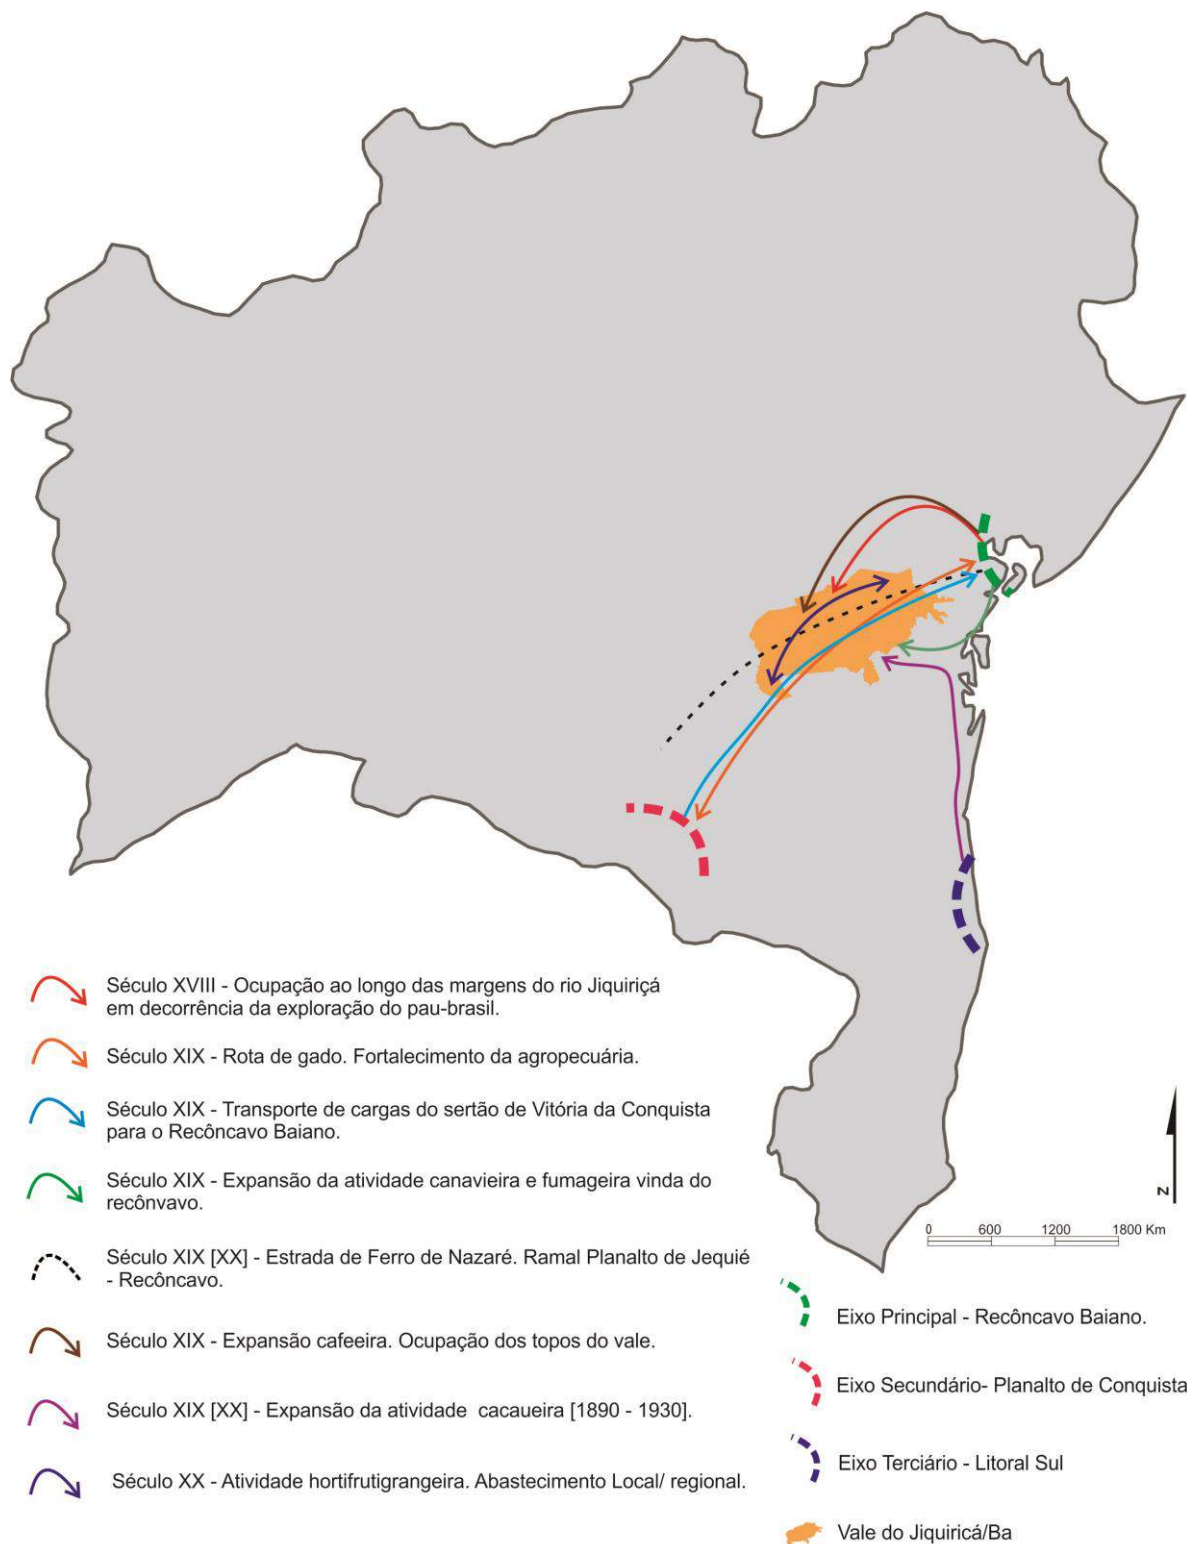 Século XVIII - Ocupação ao longo das margens do rio Jiquiriçá
em decorrência da exploração do pau-brasil.
Século XIX - Rota de gado. Fortalecimento da agropecuária.
Século XIX - Transporte de cargas do sertão de Vitória da Conquista
para o Recôncavo Baiano.
Século XIX - Expansão da atividade canavieira e fumageira vinda do
recônvavo.
Século XIX [XX] - Estrada de Ferro de Nazaré. Ramal Planalto de Jequié
- Recôncavo.
Século XIX - Expansão cafeeira. Ocupação dos topos do vale.
Século XIX [XX] - Expansão da atividade cacaueira [1890 - 1930].
Século XX - Atividade hortifrutigrangeira. Abastecimento Local/ regional.
N
0 600 1200 1800 Km
Eixo Principal - Recôncavo Baiano.
Eixo Secundário- Planalto de Conquista
Eixo Terciário - Litoral Sul
Vale do Jiquiricá/Ba